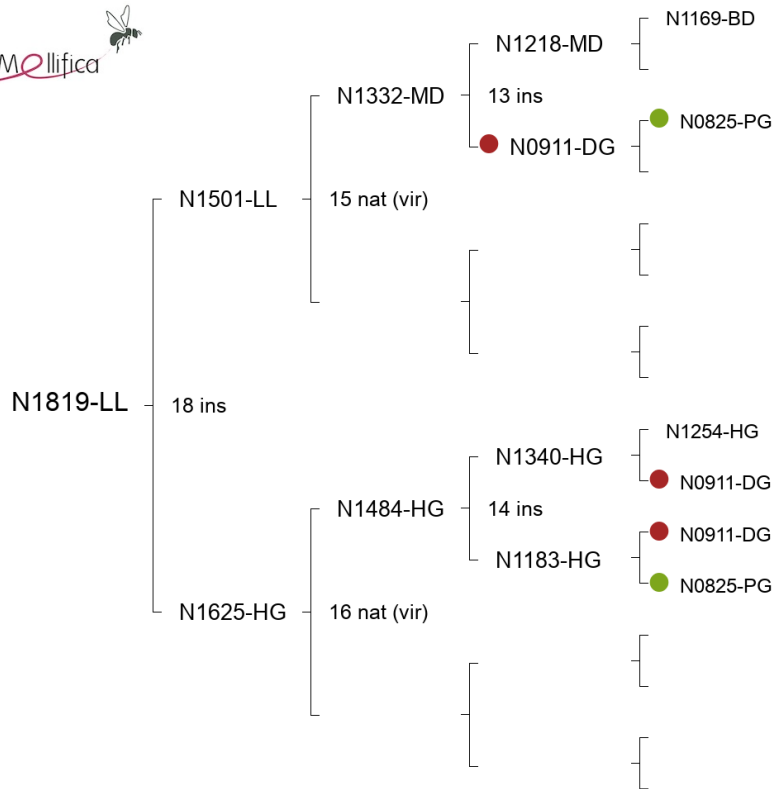 Mellifica
N1169-BD
N1218-MD
N1332-MD
13 ins
N0825-PG
N0911-DG
N1501-LL
15 nat (vir)
N1819-LL
18 ins
N1254-HG
N1340-HG
N0911-DG
N1484-HG
14 ins
N0911-DG
N1183-HG
N0825-PG
N1625-HG
16 nat (vir)